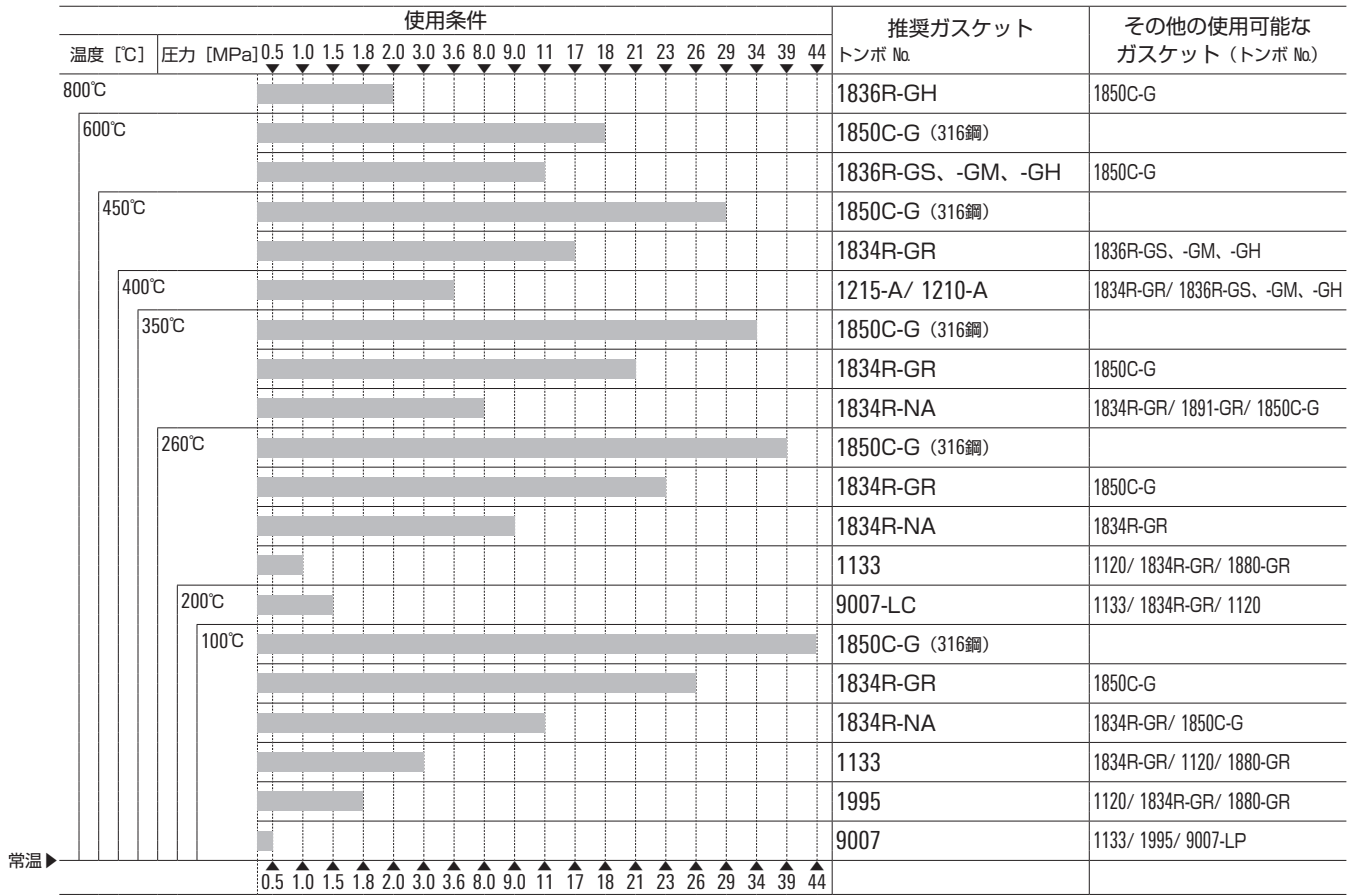 使用条件
推奨ガスケット
トンボ №
その他の使用可能な
ガスケット（トンボ №）
温度［℃］ 圧力［MPa］ 0.5 1.0 1.5 1.8 2.0 3.0 3.6 8.0 9.0 11 17 18 21 23 26 29 34 39 44
800℃ 1836R-GH 1850C-G
600℃ 1850C-G（316鋼）
1836R-GS、-GM、-GH 1850C-G
450℃ 1850C-G（316鋼）
1834R-GR 1836R-GS、-GM、-GH
400℃ 1215-A/ 1210-A 1834R-GR/ 1836R-GS、-GM、-GH
350℃ 1850C-G（316鋼）
1834R-GR 1850C-G
1834R-NA 1834R-GR/ 1891-GR/ 1850C-G
260℃ 1850C-G（316鋼）
1834R-GR 1850C-G
1834R-NA 1834R-GR
1133 1120/ 1834R-GR/ 1880-GR
200℃ 9007-LC 1133/ 1834R-GR/ 1120
100℃ 1850C-G（316鋼）
1834R-GR 1850C-G
1834R-NA 1834R-GR/ 1850C-G
1133 1834R-GR/ 1120/ 1880-GR
1995 1120/ 1834R-GR/ 1880-GR
9007 1133/ 1995/ 9007-LP
常温▶
0.5 1.0 1.5 1.8 2.0 3.0 3.6 8.0 9.0 11 17 18 21 23 26 29 34 39 44